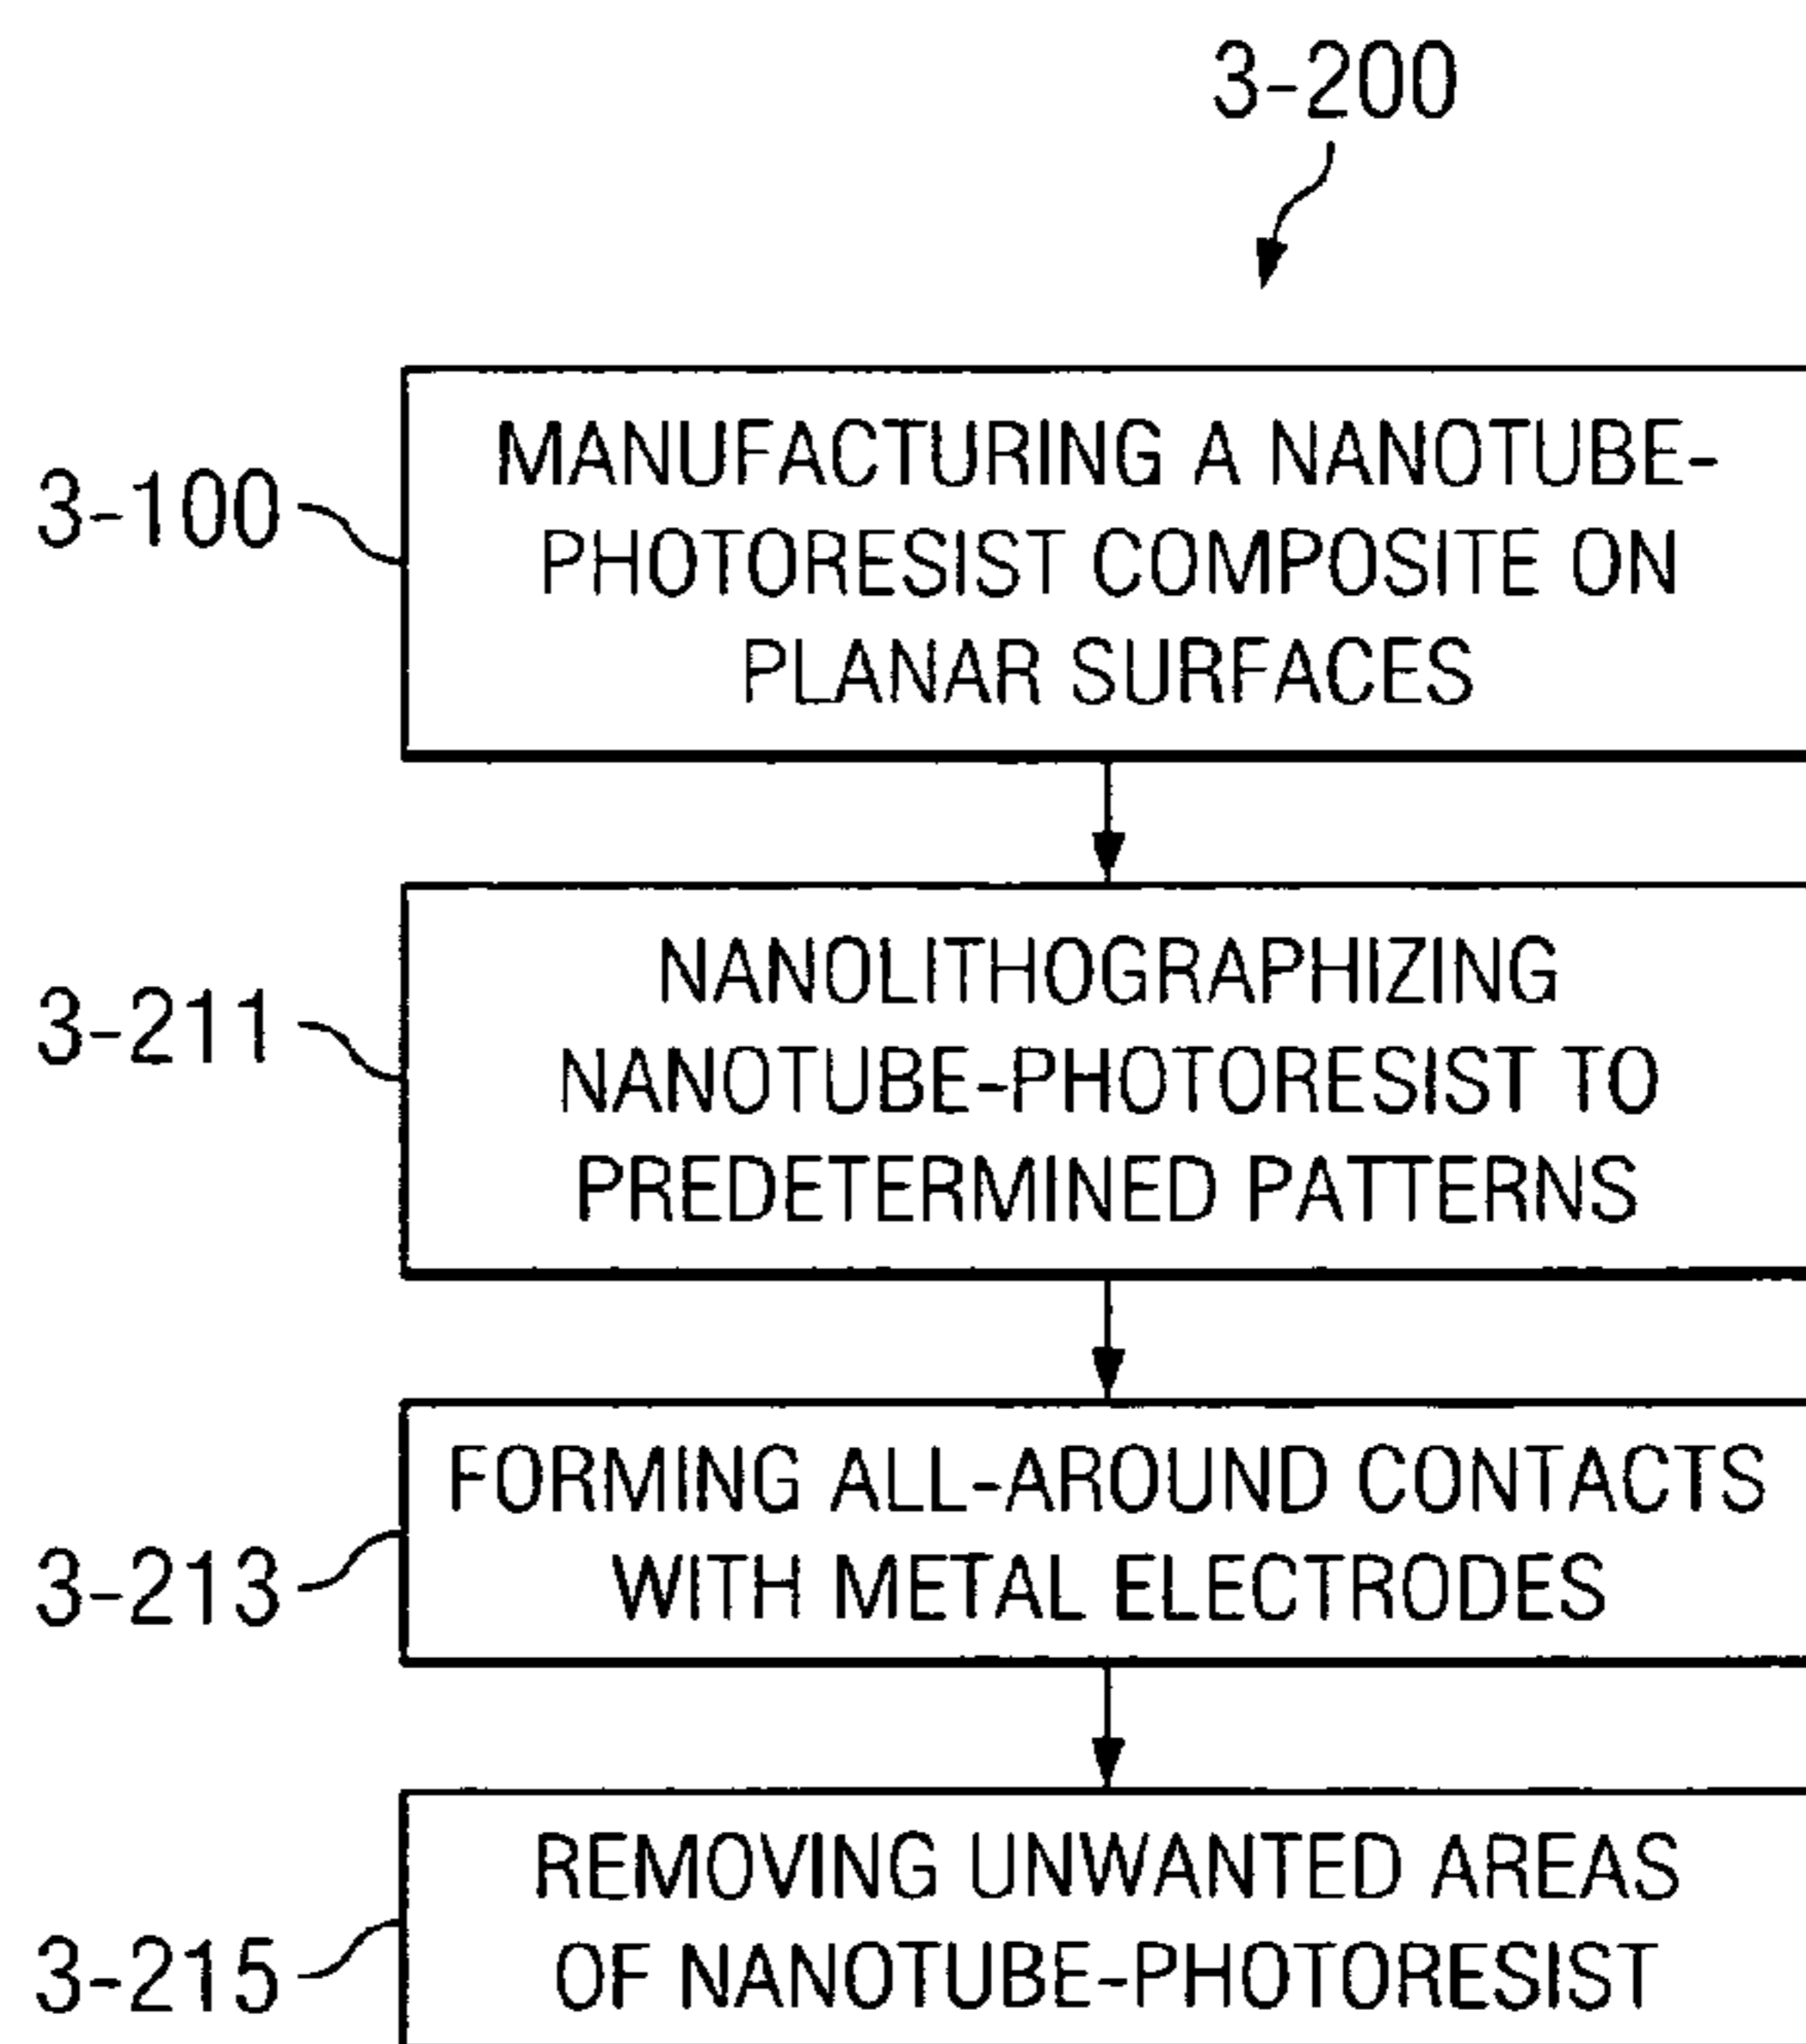 3-200
3-100
MANUFACTURING A NANOTUBE-
PHOTORESIST COMPOSITE ON
PLANAR SURFACES
3-211
NANOLITHOGRAPHIZING
NANOTUBE-PHOTORESIST TO
PREDETERMINED PATTERNS
3-213
FORMING ALL-AROUND CONTACTS
WITH METAL ELECTRODES
3-215
REMOVING UNWANTED AREAS
OF NANOTUBE-PHOTORESIST